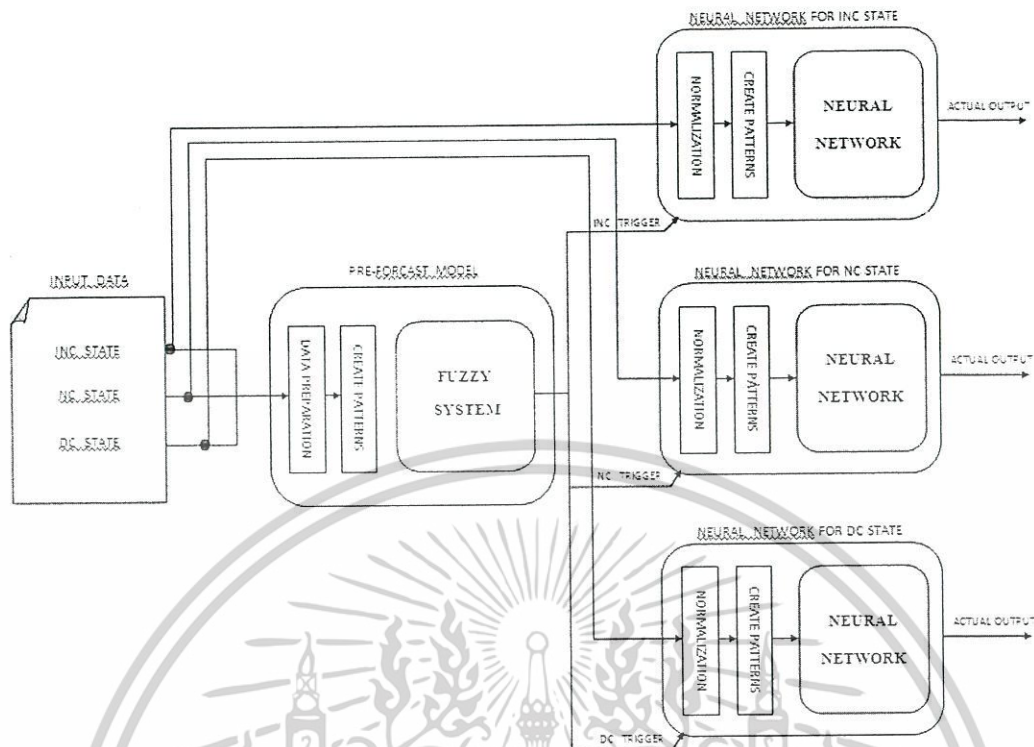 NEURAL NETWORK FOR INC STATE
NORMALIZATION
CREATE PATTERNS
NEURAL
NETWORK
ACTUAL OUTPUT
INC TRIGGER
INPUT DATA
INC STATE
NC STATE
DC STATE
PRE-FORCAST MODEL
DATA PREPARATION
CREATE PATTERNS
FUZZY
SYSTEM
NEURAL NETWORK FOR NC STATE
NORMALIZATION
CREATE PATTERNS
NEURAL
NETWORK
ACTUAL OUTPUT
NC TRIGGER
NEURAL NETWORK FOR DC STATE
NORMALIZATION
CREATE PATTERNS
NEURAL
NETWORK
ACTUAL OUTPUT
DC TRIGGER